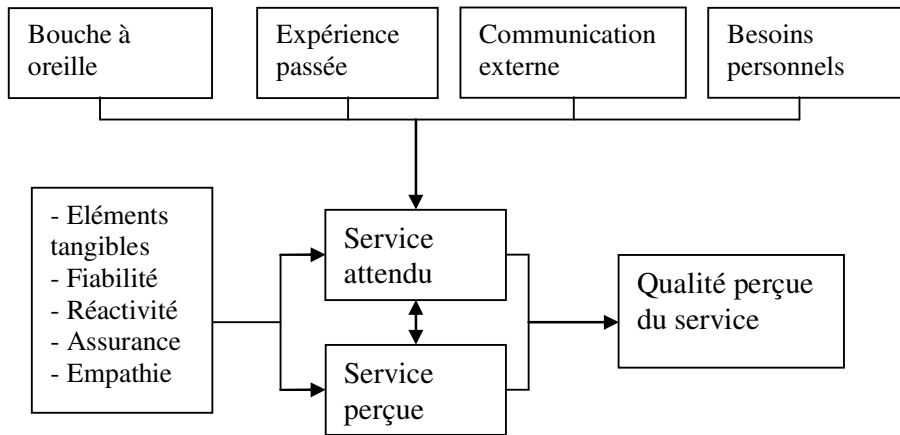 Bouche à
oreille
Expérience
passée
Communication
externe
Besoins
personnels
- Eléments
tangibles
- Fiabilité
- Réactivité
- Assurance
- Empathie
Service
attendu
Service
perçue
Qualité perçue
du service